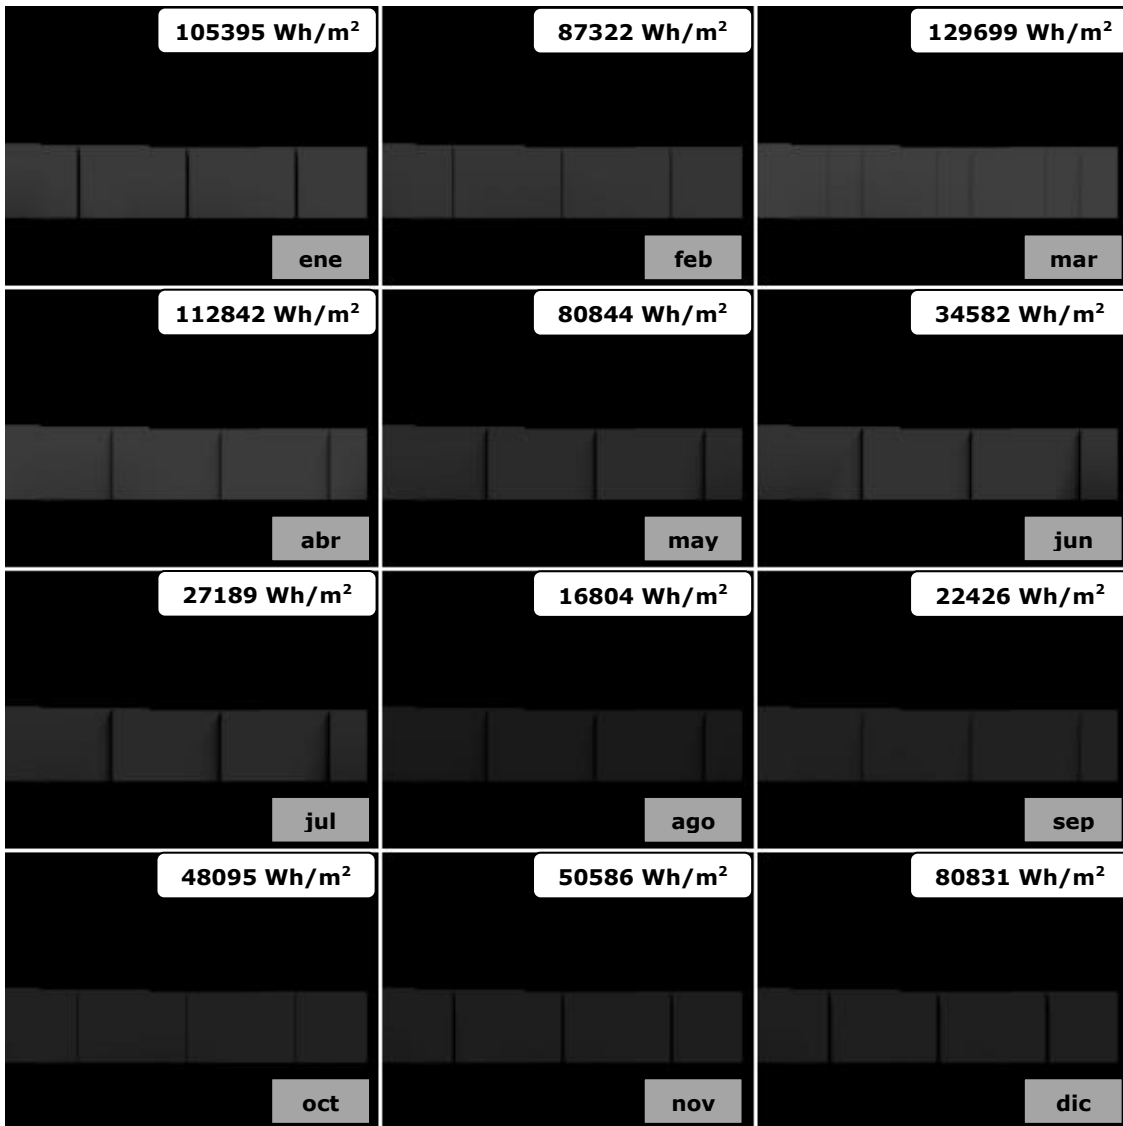 105395 Wh/m²
87322 Wh/m²
129699 Wh/m²
ene
feb
mar
112842 Wh/m²
80844 Wh/m²
34582 Wh/m²
abr
may
jun
27189 Wh/m²
16804 Wh/m²
22426 Wh/m²
jul
ago
sep
48095 Wh/m²
50586 Wh/m²
80831 Wh/m²
oct
nov
dic